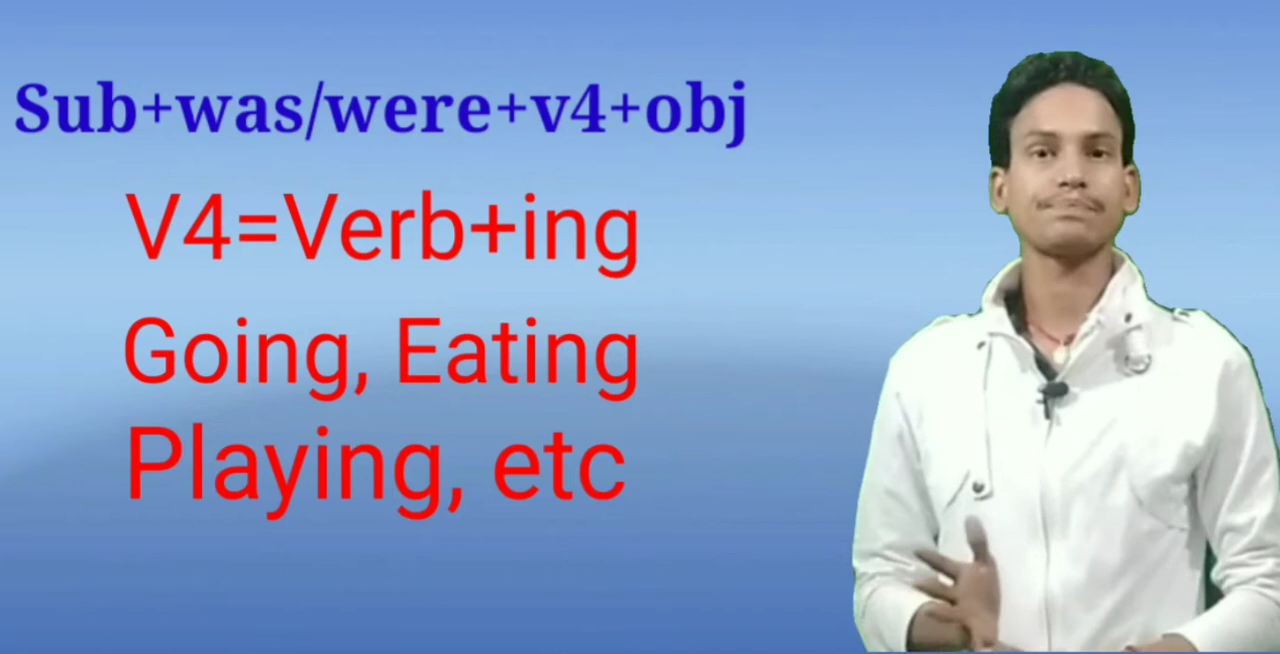 Sub+was/were+v4+obj
V4=Verb+ing
Going, Eating
Playing, etc